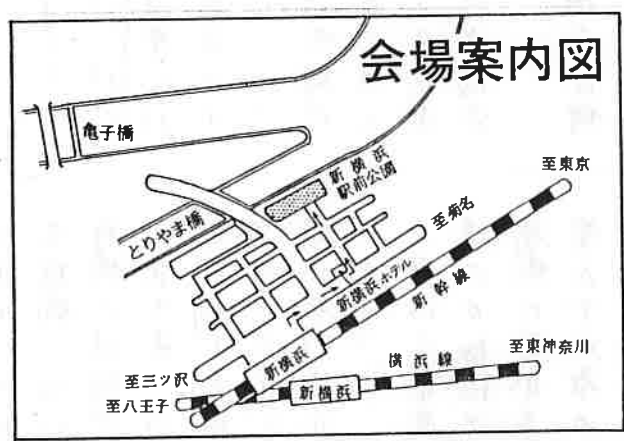 会場案内図
亀子橋
新横浜
駅前公園
至東京
至菊名
とりやま橋
新横浜ホテル
新幹線
新横浜
横浜線
至東神奈川
至三ツ沢
至八王子
新横浜